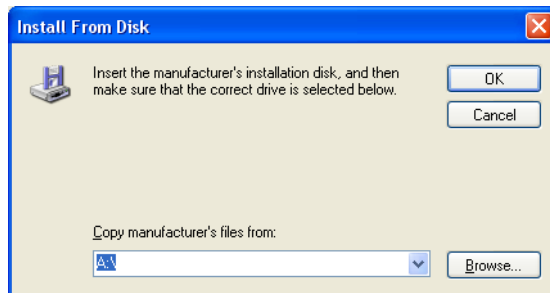 Install From Disk
Insert the manufacturer's installation disk, and then
make sure that the correct drive is selected below.
OK
Cancel
Copy manufacturer's files from:
A:\
Browse...